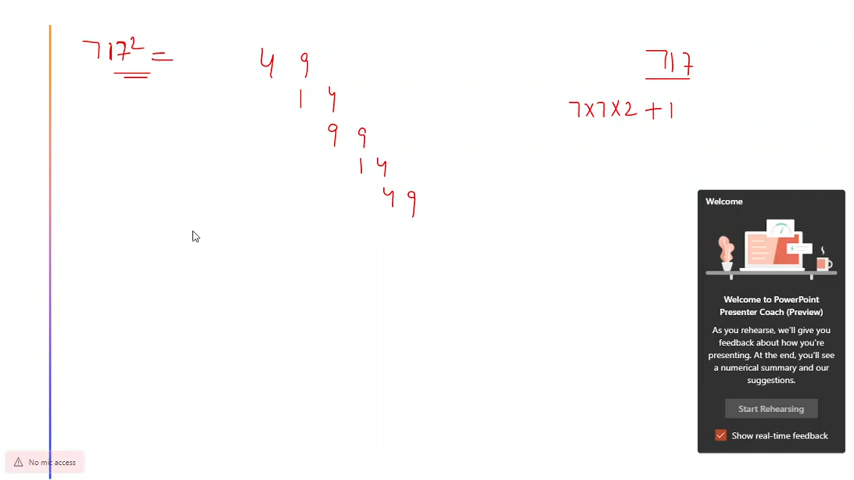 717² =
4 9
1 4
9 9
1 4
4 9
717
7×7×2 + 1
Welcome
Welcome to PowerPoint
Presenter Coach (Preview)
As you rehearse, we'll give you
feedback about how you're
presenting. At the end, you'll see
a numerical summary and our
suggestions.
Start Rehearsing
Show real-time feedback
No mic access